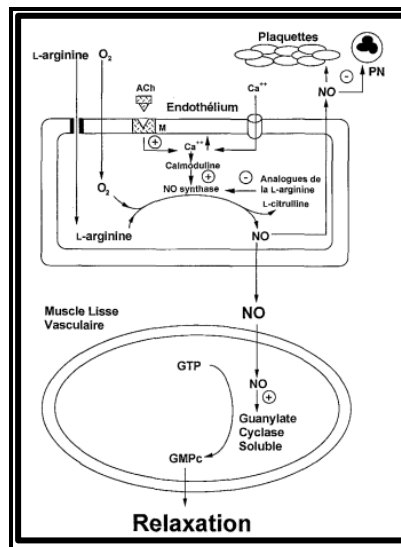 Plaquettes
L-arginine
O2
PN
NO
ACh
Ca++
Endothélium
M
Ca++
Calmoduline
NO synthase
Analogues de
la L-arginine
L-citrulline
O2
L-arginine
NO
NO
Muscle Lisse
Vasculaire
GTP
NO
Guanylate
Cyclase
Soluble
GMPc
Relaxation